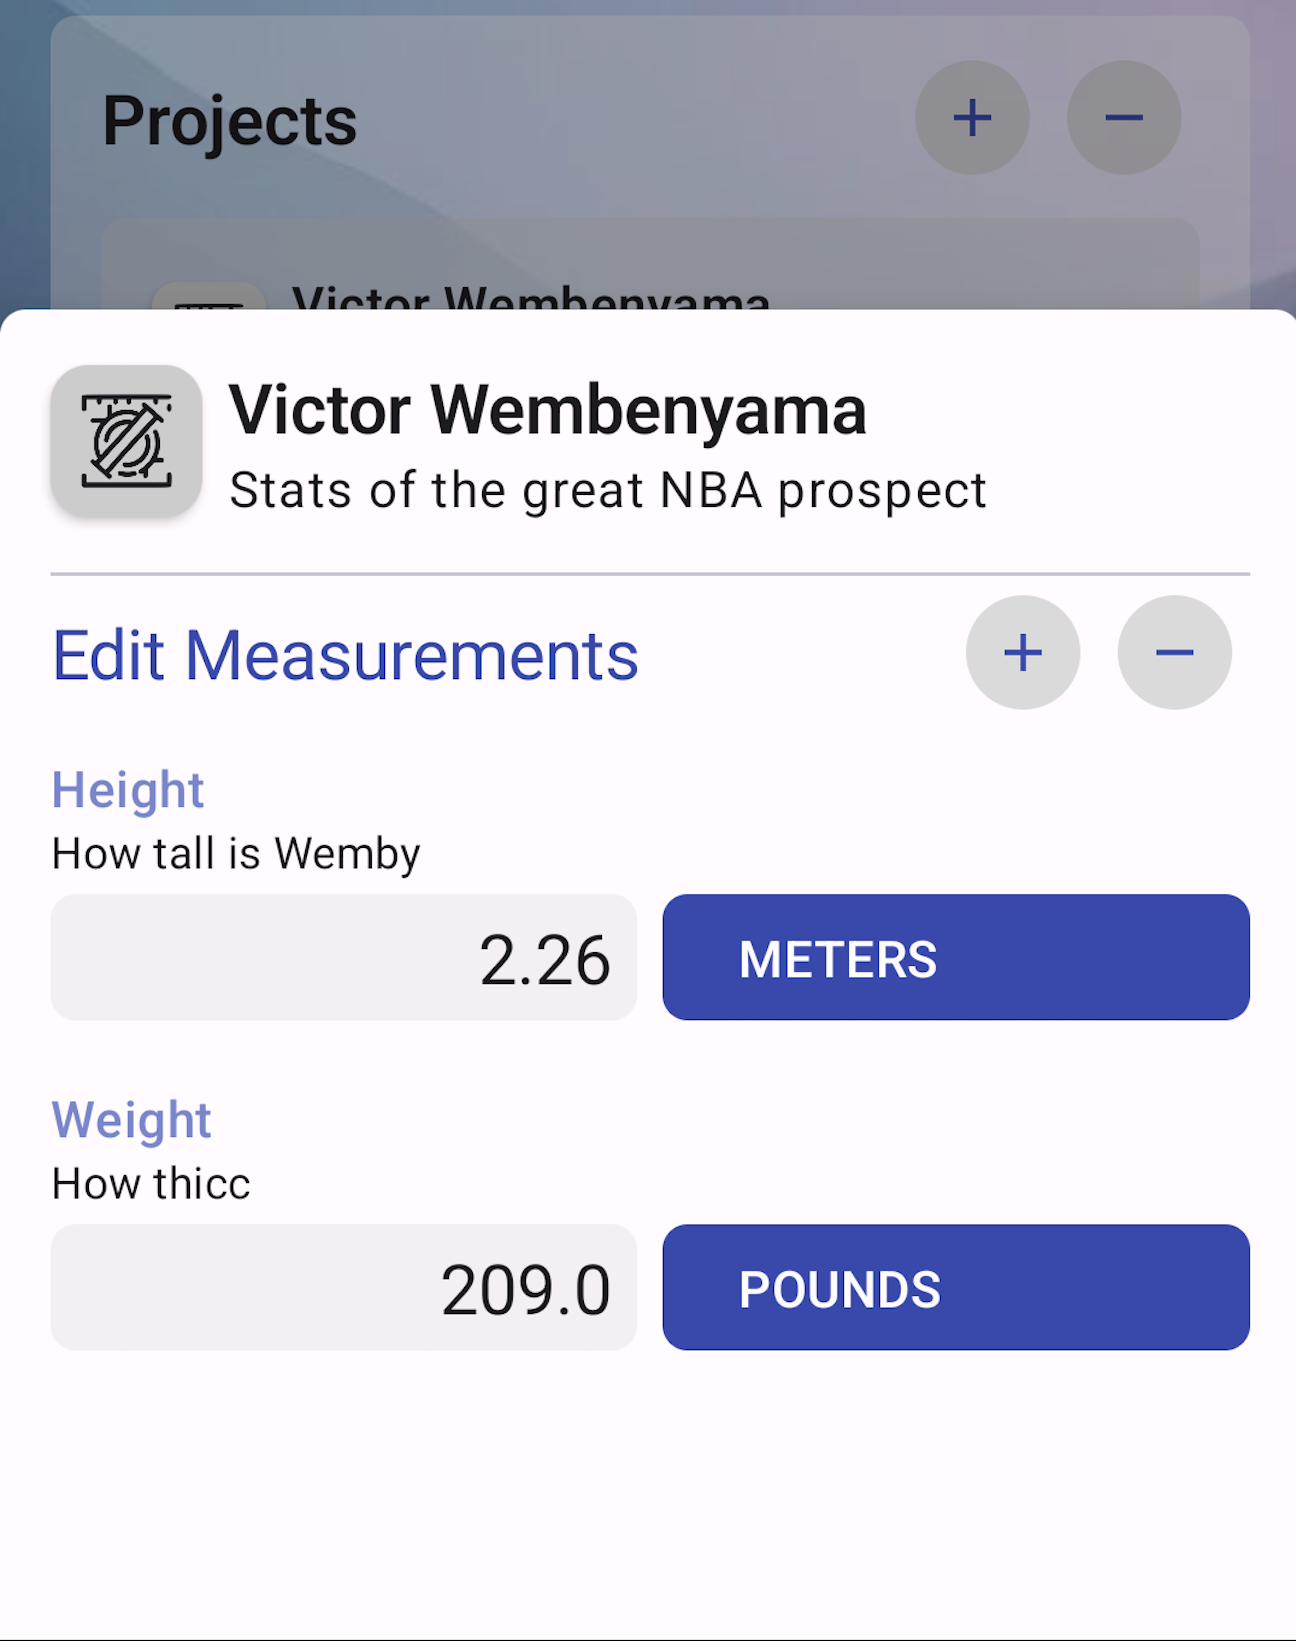 Projects
Victor Wembenyama
Victor Wembenyama
Stats of the great NBA prospect
Edit Measurements
Height
How tall is Wemby
2.26
METERS
Weight
How thicc
209.0
POUNDS